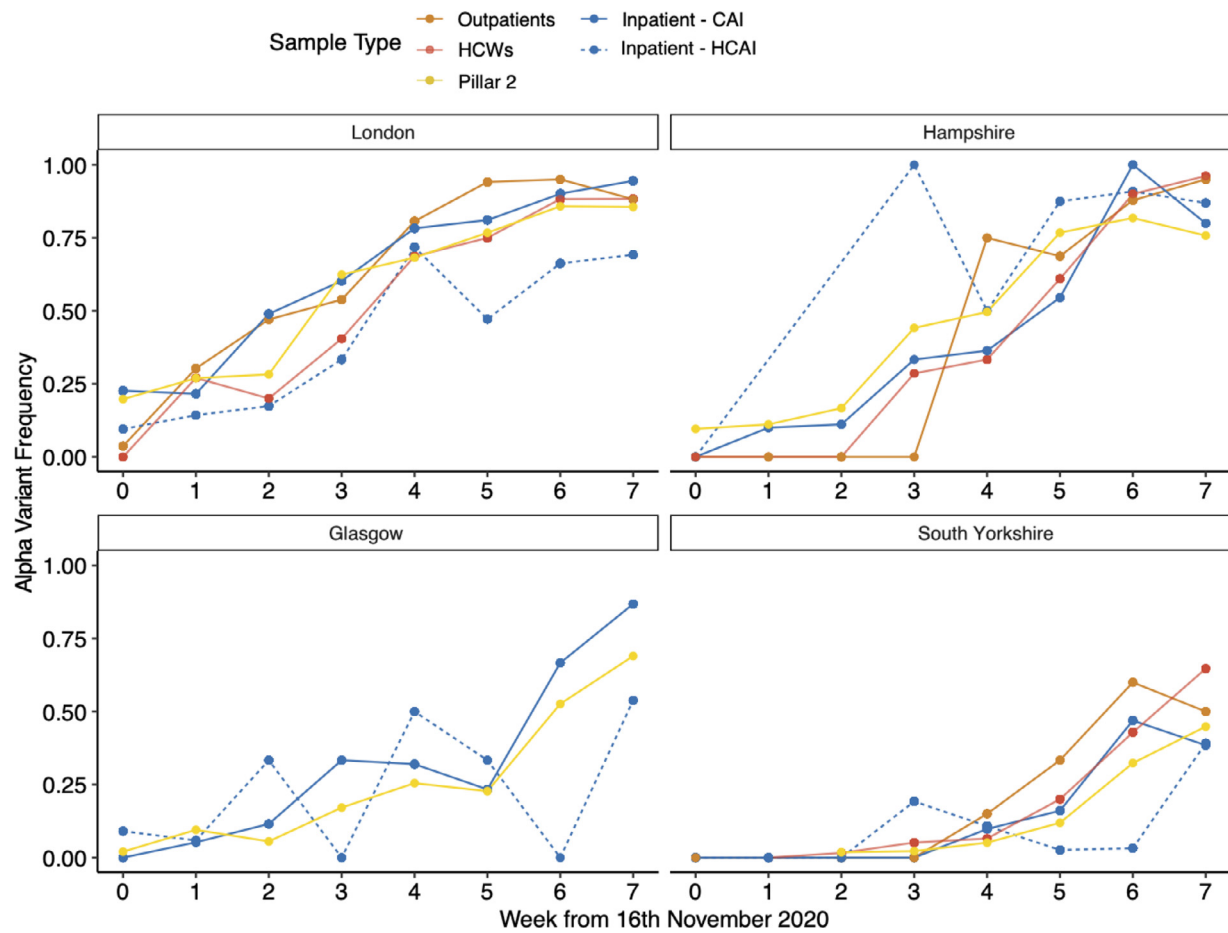 Sample Type
Outpatients
HCWs
Pillar 2
Inpatient - CAI
Inpatient - HCAI
London
Hampshire
1.00
0.75
0.50
0.25
0.00
0 1 2 3 4 5 6 7
0 1 2 3 4 5 6 7
Alpha Variant Frequency
Glasgow
South Yorkshire
1.00
0.75
0.50
0.25
0.00
0 1 2 3 4 5 6 7
0 1 2 3 4 5 6 7
Week from 16th November 2020